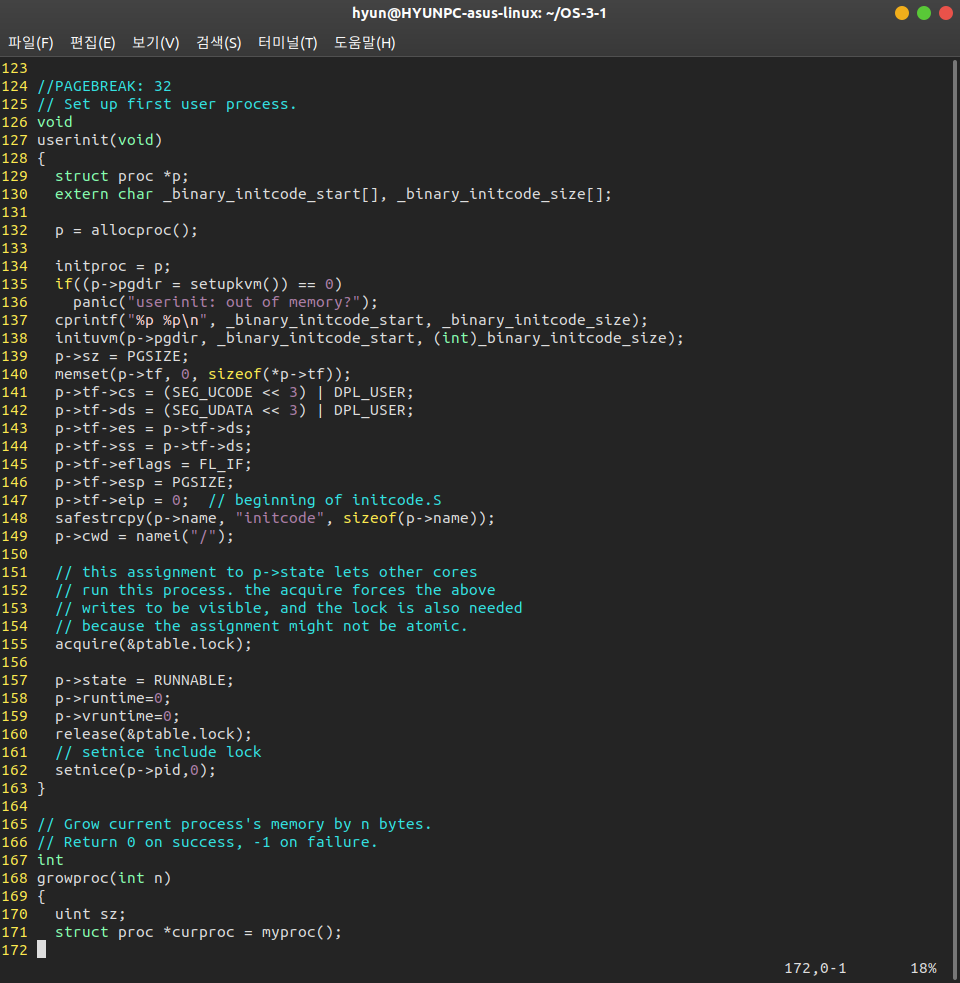 hyun@HYUNPC-asus-linux: ~/OS-3-1
파일(F) 편집(E) 보기(V) 검색(S) 터미널(T) 도움말(H)
123
124 //PAGEBREAK: 32
125 // Set up first user process.
126 void
127 userinit(void)
128 {
129   struct proc *p;
130   extern char _binary_initcode_start[], _binary_initcode_size[];
131
132   p = allocproc();
133
134   initproc = p;
135   if((p->pgdir = setupkvm()) == 0)
136     panic("userinit: out of memory?");
137   cprintf("%p %p\n", _binary_initcode_start, _binary_initcode_size);
138   inituvm(p->pgdir, _binary_initcode_start, (int)_binary_initcode_size);
139   p->sz = PGSIZE;
140   memset(p->tf, 0, sizeof(*p->tf));
141   p->tf->cs = (SEG_UCODE << 3) | DPL_USER;
142   p->tf->ds = (SEG_UDATA << 3) | DPL_USER;
143   p->tf->es = p->tf->ds;
144   p->tf->ss = p->tf->ds;
145   p->tf->eflags = FL_IF;
146   p->tf->esp = PGSIZE;
147   p->tf->eip = 0;  // beginning of initcode.S
148   safestrcpy(p->name, "initcode", sizeof(p->name));
149   p->cwd = namei("/");
150
151   // this assignment to p->state lets other cores
152   // run this process. the acquire forces the above
153   // writes to be visible, and the lock is also needed
154   // because the assignment might not be atomic.
155   acquire(&ptable.lock);
156
157   p->state = RUNNABLE;
158   p->runtime=0;
159   p->vruntime=0;
160   release(&ptable.lock);
161   // setnice include lock
162   setnice(p->pid,0);
163 }
164
165 // Grow current process's memory by n bytes.
166 // Return 0 on success, -1 on failure.
167 int
168 growproc(int n)
169 {
170   uint sz;
171   struct proc *curproc = myproc();
172
172,0-1 18%